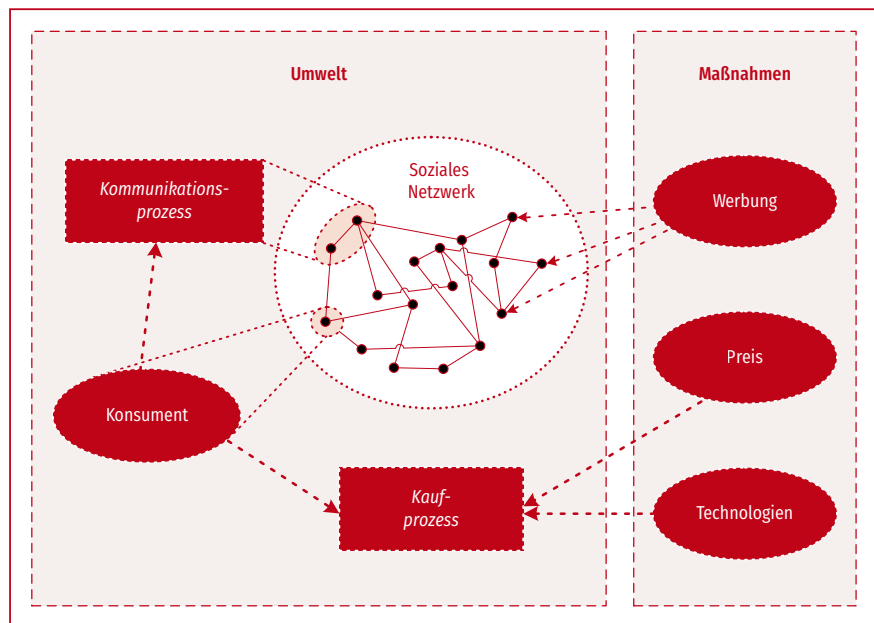 Umwelt
Maßnahmen
Kommunikations-
prozess
Soziales
Netzwerk
Werbung
Preis
Konsument
Kauf-
prozess
Technologien